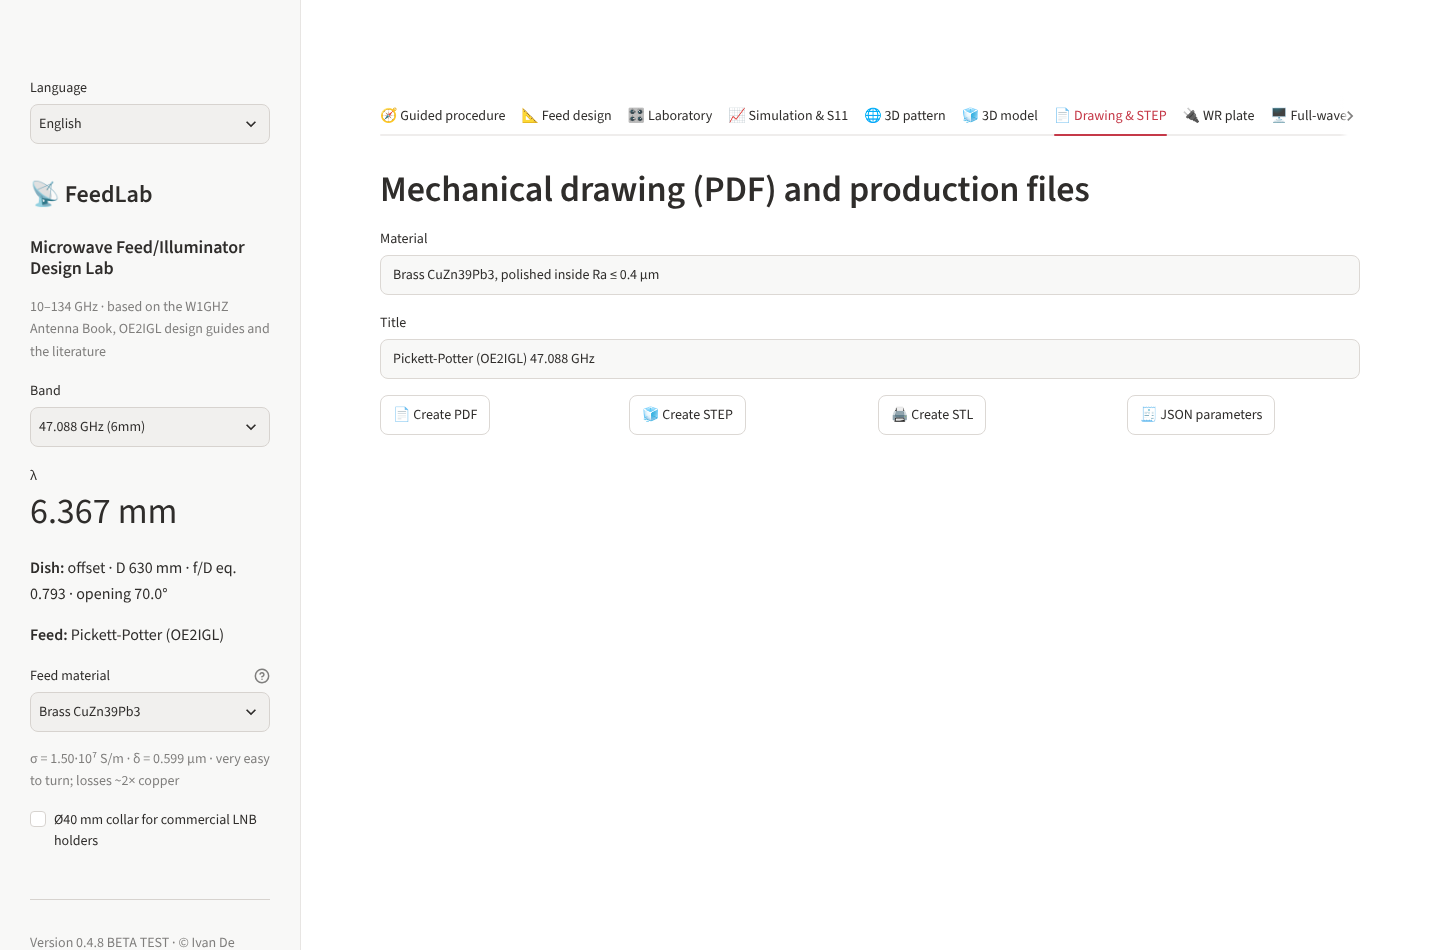 Language
English
📡 FeedLab
Microwave Feed/Illuminator
Design Lab
10–134 GHz · based on the W1GHZ
Antenna Book, OE2IGL design guides and
the literature
Band
47.088 GHz (6mm)
λ
6.367 mm
Dish: offset · D 630 mm · f/D eq.
0.793 · opening 70.0°
Feed: Pickett-Potter (OE2IGL)
Feed material
Brass CuZn39Pb3
σ = 1.50·10⁷ S/m · δ = 0.599 µm · very easy
to turn; losses ~2× copper
Ø40 mm collar for commercial LNB
holders
Version 0.4.8 BETA TEST · © Ivan De
🧭 Guided procedure 📐 Feed design 🎛️ Laboratory 📈 Simulation & S11 🌐 3D pattern 🧊 3D model 📄 Drawing & STEP 🔌 WR plate 🖥️ Full-wave
Mechanical drawing (PDF) and production files
Material
Brass CuZn39Pb3, polished inside Ra ≤ 0.4 µm
Title
Pickett-Potter (OE2IGL) 47.088 GHz
📄 Create PDF 🧊 Create STEP 🖨️ Create STL 🧾 JSON parameters